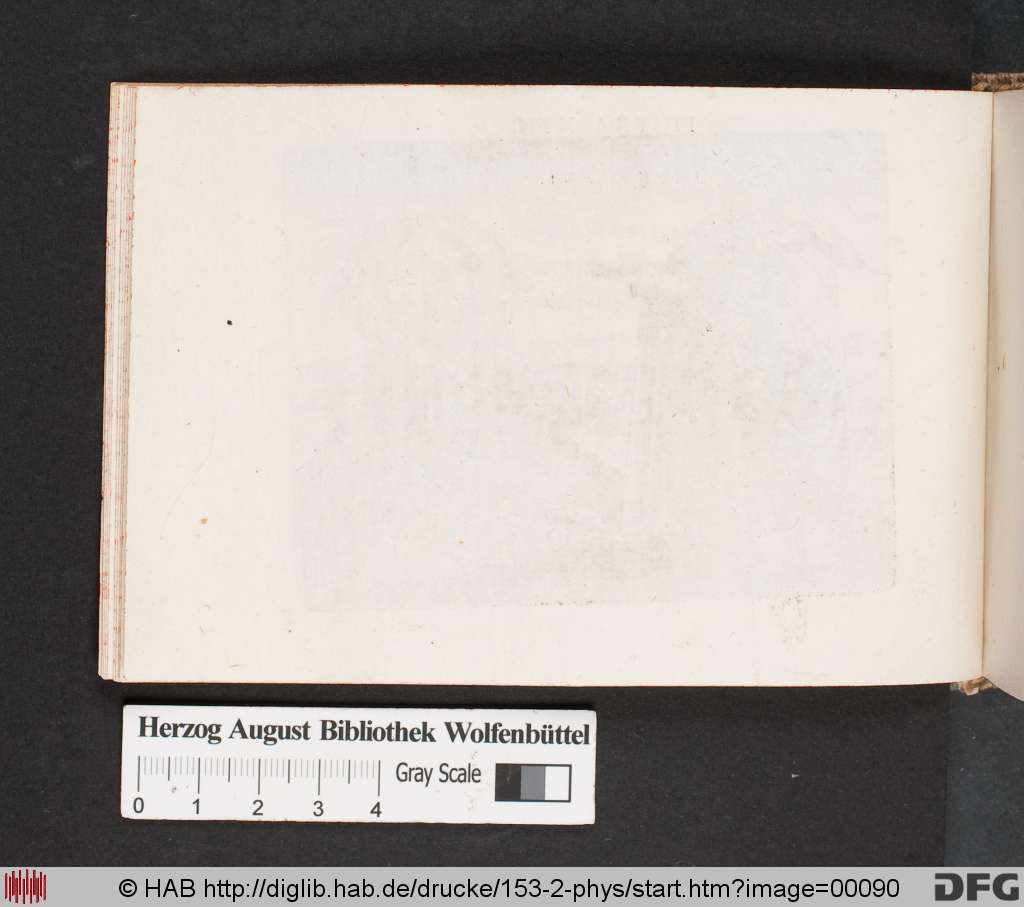 Herzog August Bibliothek Wolfenbüttel
Gray Scale
0 1 2 3 4
© HAB http://diglib.hab.de/drucke/153-2-phys/start.htm?image=00090
DFG